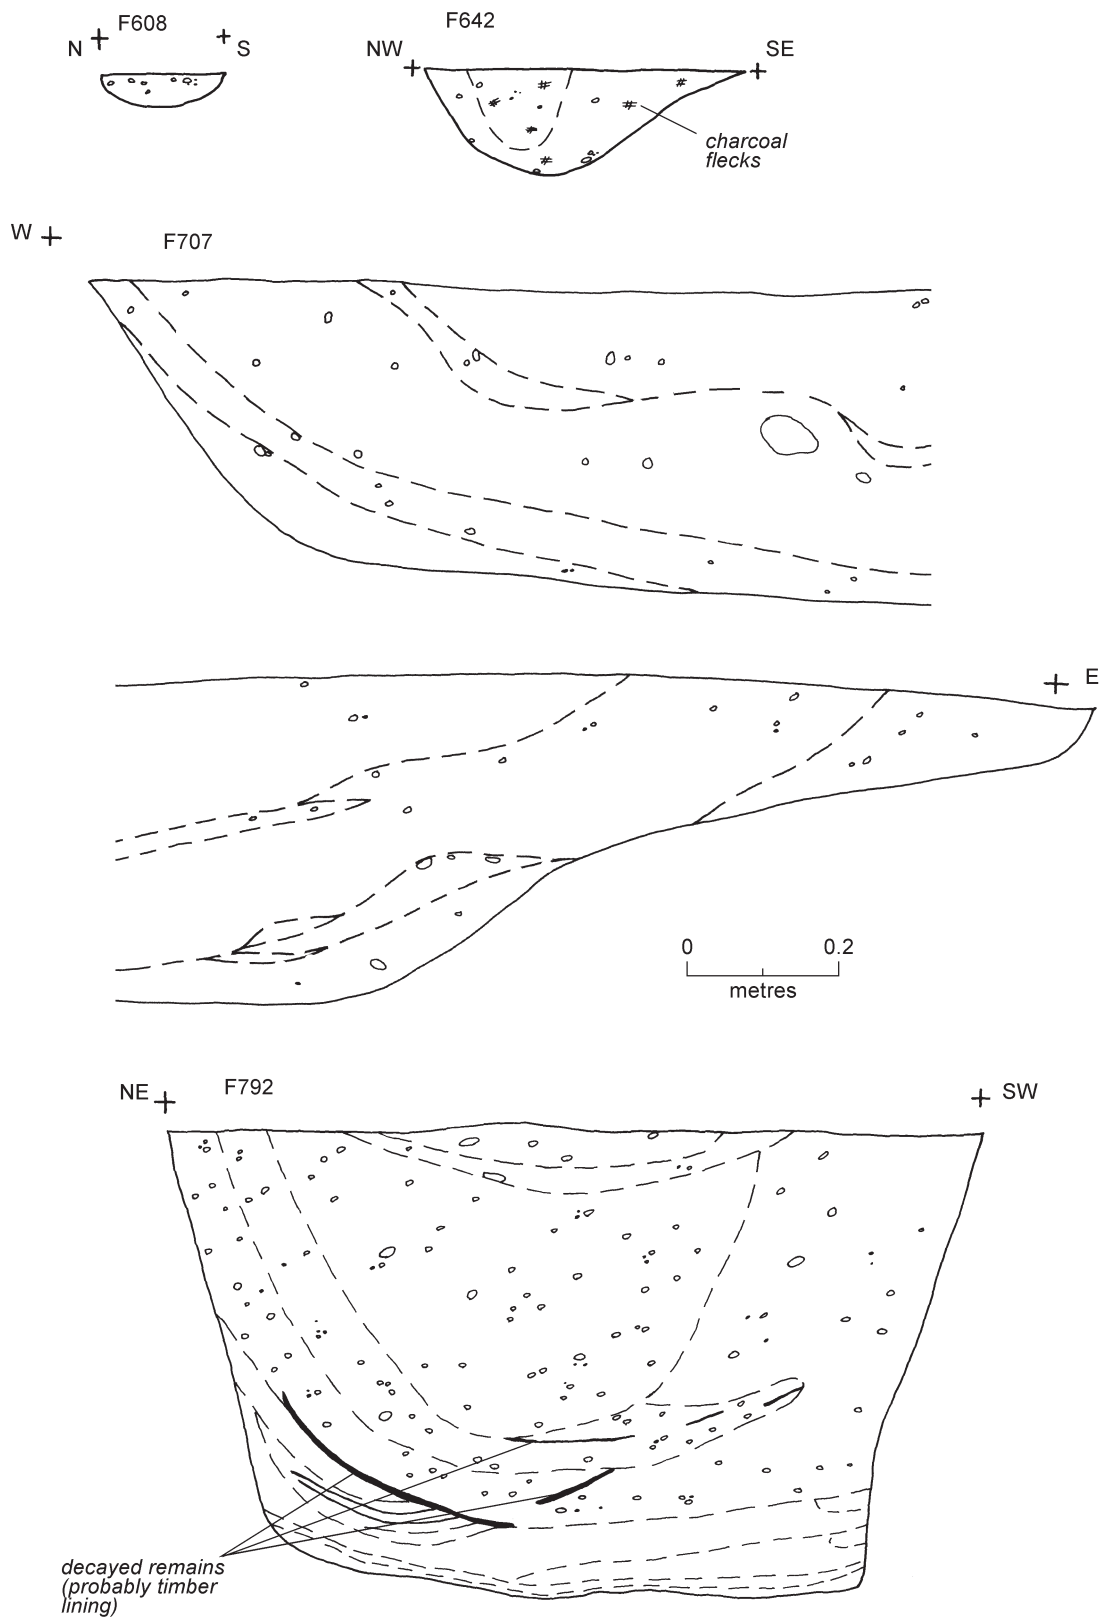 F608
N
S
F642
NW
SE
charcoal
flecks
W
F707
E
0 0.2
metres
NE
F792
SW
decayed remains
(probably timber
lining)